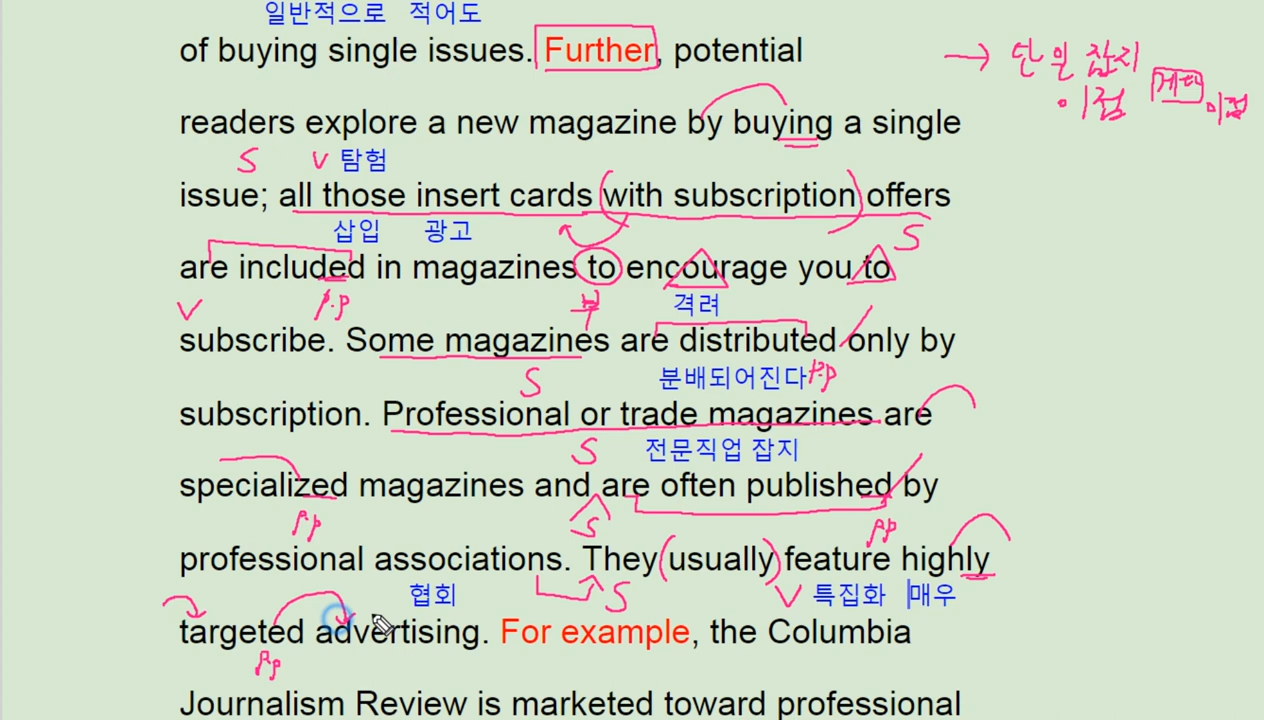 일반적으로 적어도
of buying single issues. Further, potential
→ 단일 잡지
이점 게다 이점
readers explore a new magazine by buying a single
S V 탐험
issue; all those insert cards (with subscription) offers
삽입 광고 S
are included in magazines to encourage you to
V p.p 부 격려
subscribe. Some magazines are distributed only by
S 분배되어진다 p.p
subscription. Professional or trade magazines are
S 전문직업 잡지
specialized magazines and are often published by
p.p S p.p
professional associations. They (usually) feature highly
협회 S V 특집화 매우
targeted advertising. For example, the Columbia
p.p
Journalism Review is marketed toward professional